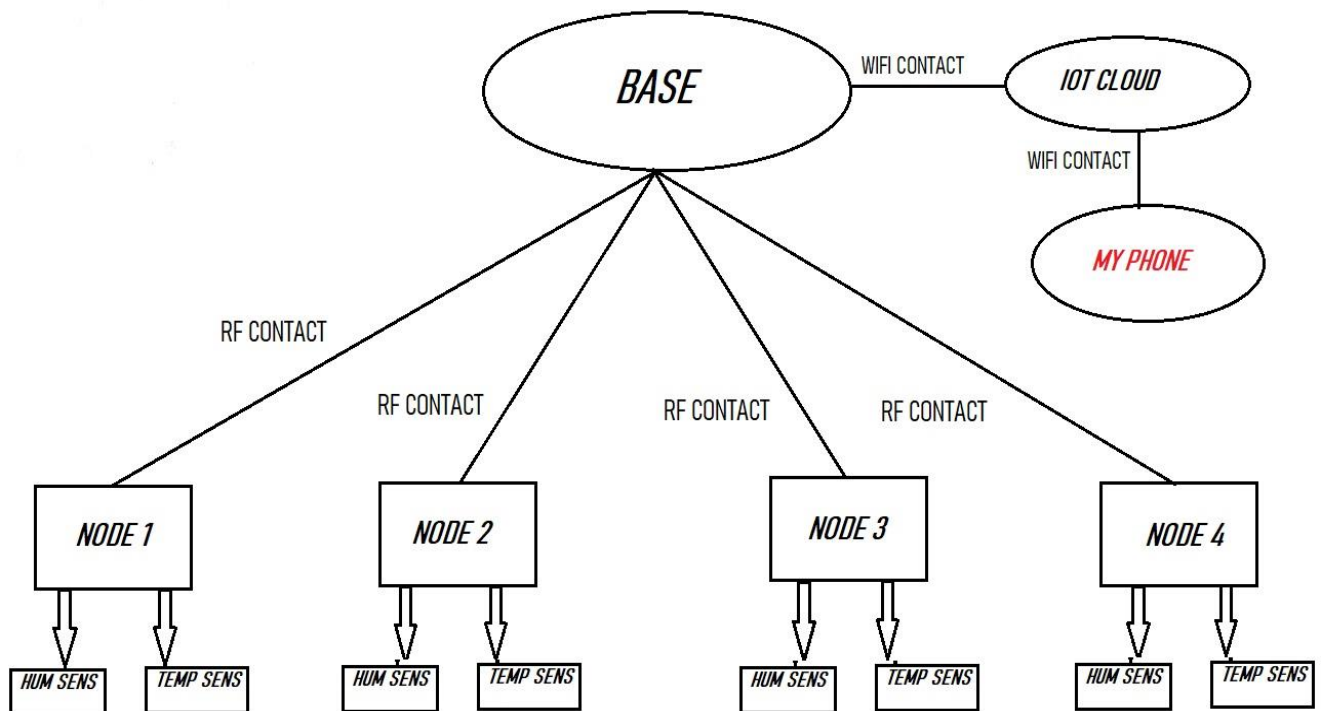 BASE
WIFI CONTACT
IOT CLOUD
WIFI CONTACT
MY PHONE
RF CONTACT
RF CONTACT
RF CONTACT
RF CONTACT
NODE 1
NODE 2
NODE 3
NODE 4
HUM SENS
TEMP SENS
HUM SENS
TEMP SENS
HUM SENS
TEMP SENS
HUM SENS
TEMP SENS